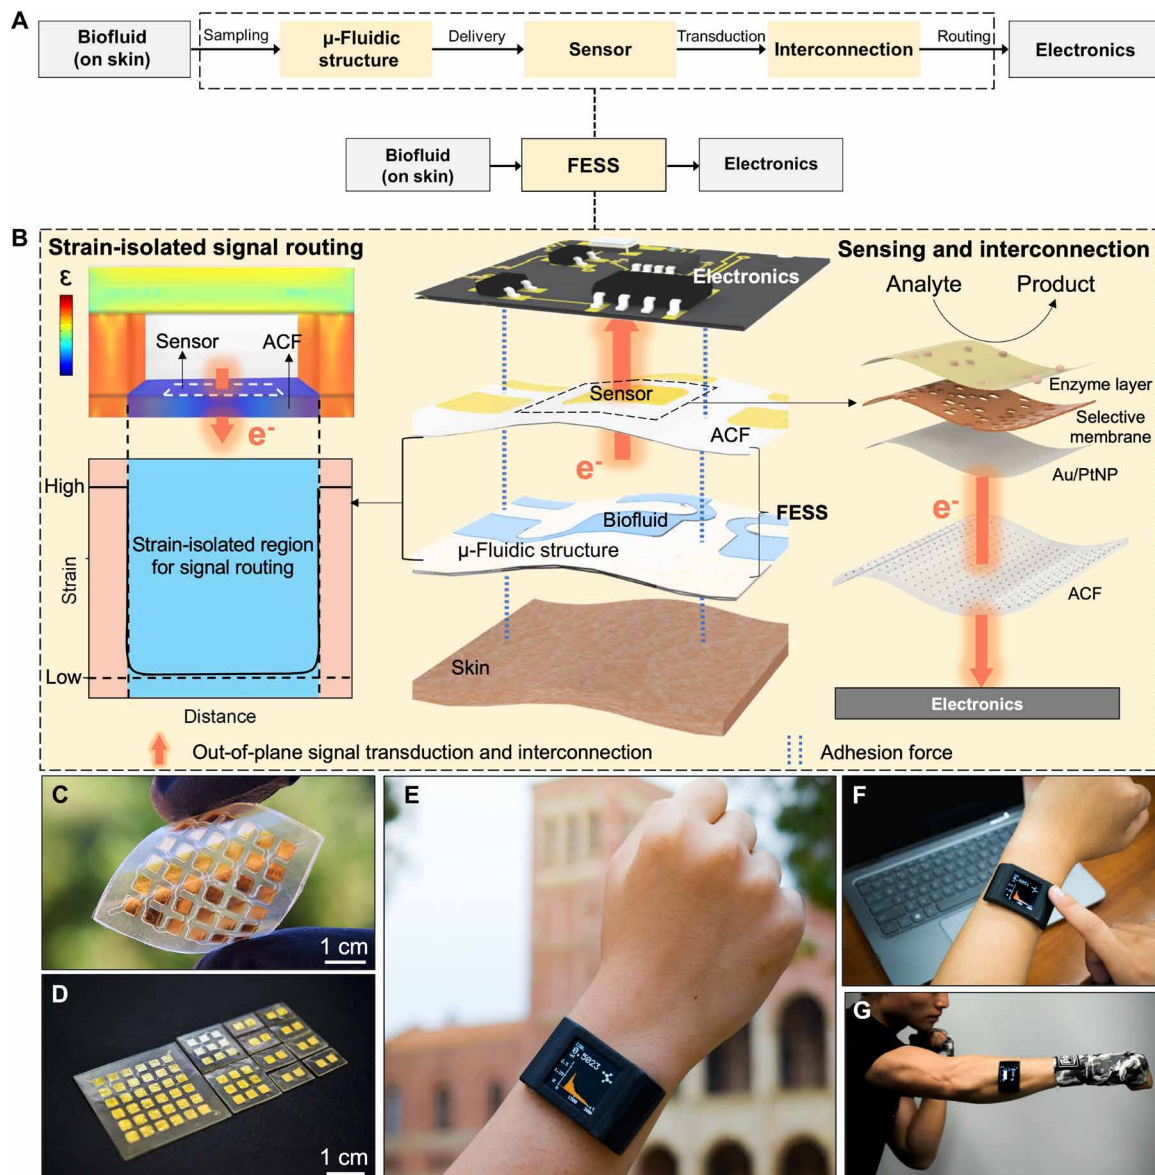 A
Biofluid
(on skin)
Sampling
µ-Fluidic
structure
Delivery
Sensor
Transduction
Interconnection
Routing
Electronics
Biofluid
(on skin)
FESS
Electronics
B
Strain-isolated signal routing
Ɛ
Sensor
ACF
e-
High
Strain
Low
Strain-isolated region
for signal routing
Distance
Electronics
Sensor
ACF
e-
Biofluid
FESS
µ-Fluidic structure
Skin
Sensing and interconnection
Analyte
Product
Enzyme layer
Selective
membrane
Au/PtNP
e-
ACF
Electronics
Out-of-plane signal transduction and interconnection
Adhesion force
C
1 cm
D
1 cm
E
0.5023
F
G